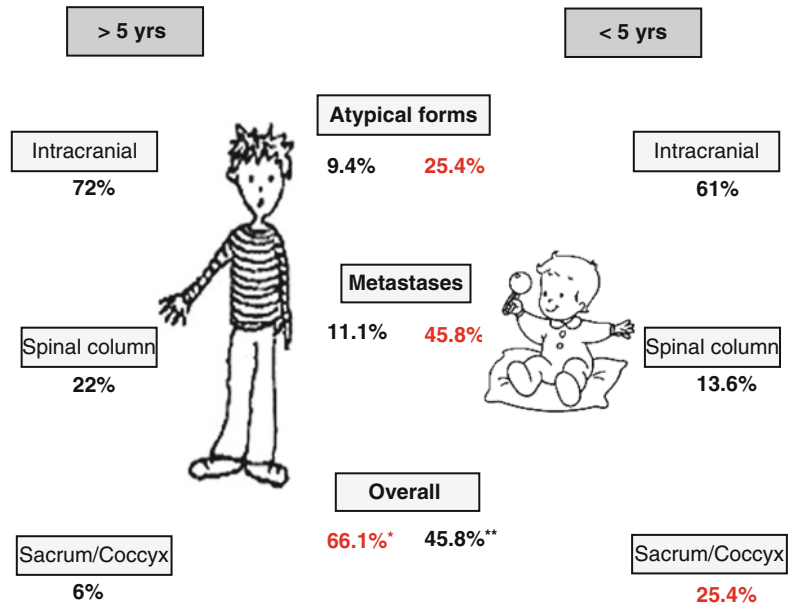 > 5 yrs
< 5 yrs
Atypical forms
9.4% 25.4%
Intracranial
72%
Intracranial
61%
Metastases
11.1% 45.8%
Spinal column
22%
Spinal column
13.6%
Overall
66.1%* 45.8%**
Sacrum/Coccyx
6%
Sacrum/Coccyx
25.4%